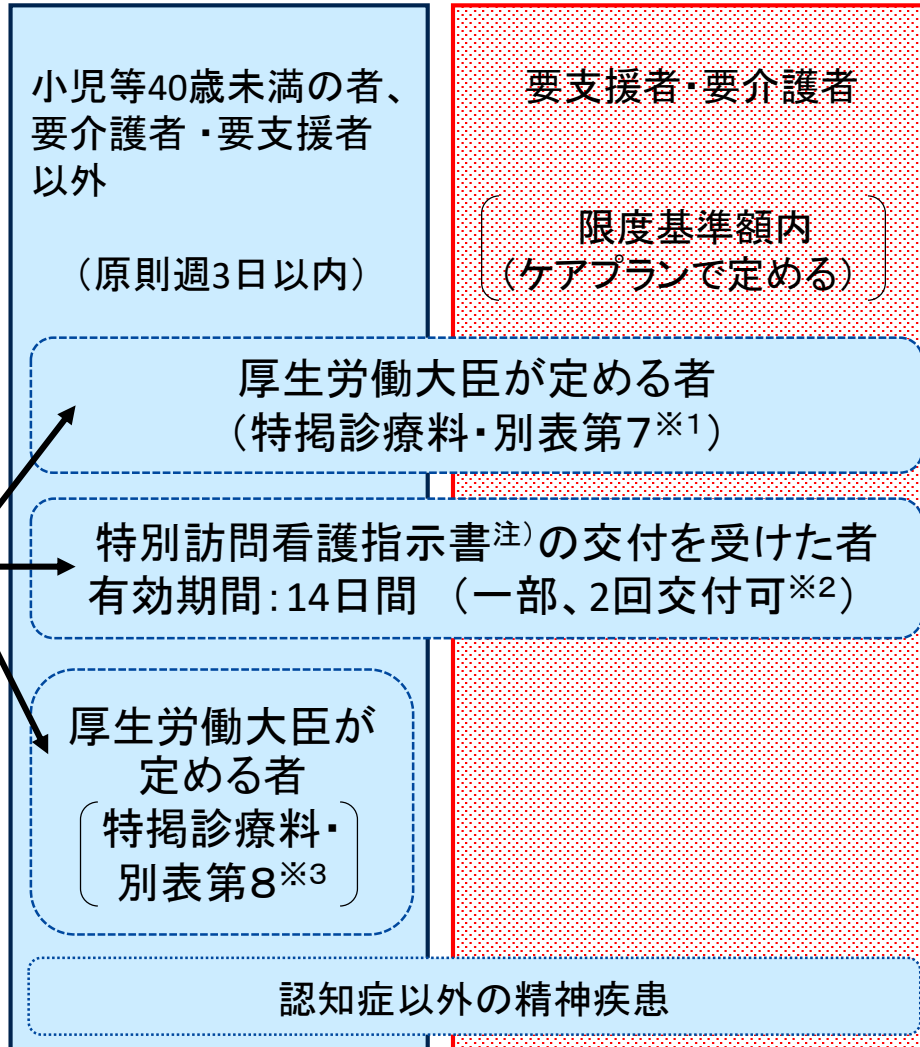 小児等40歳未満の者、
要介護者・要支援者
以外
（原則週3日以内）
要支援者・要介護者
限度基準額内
（ケアプランで定める）
厚生労働大臣が定める者
（特掲診療料・別表第7※1）
特別訪問看護指示書注）の交付を受けた者
有効期間：14日間 （一部、2回交付可※2）
厚生労働大臣が
定める者
特掲診療料・
別表第8※3
認知症以外の精神疾患